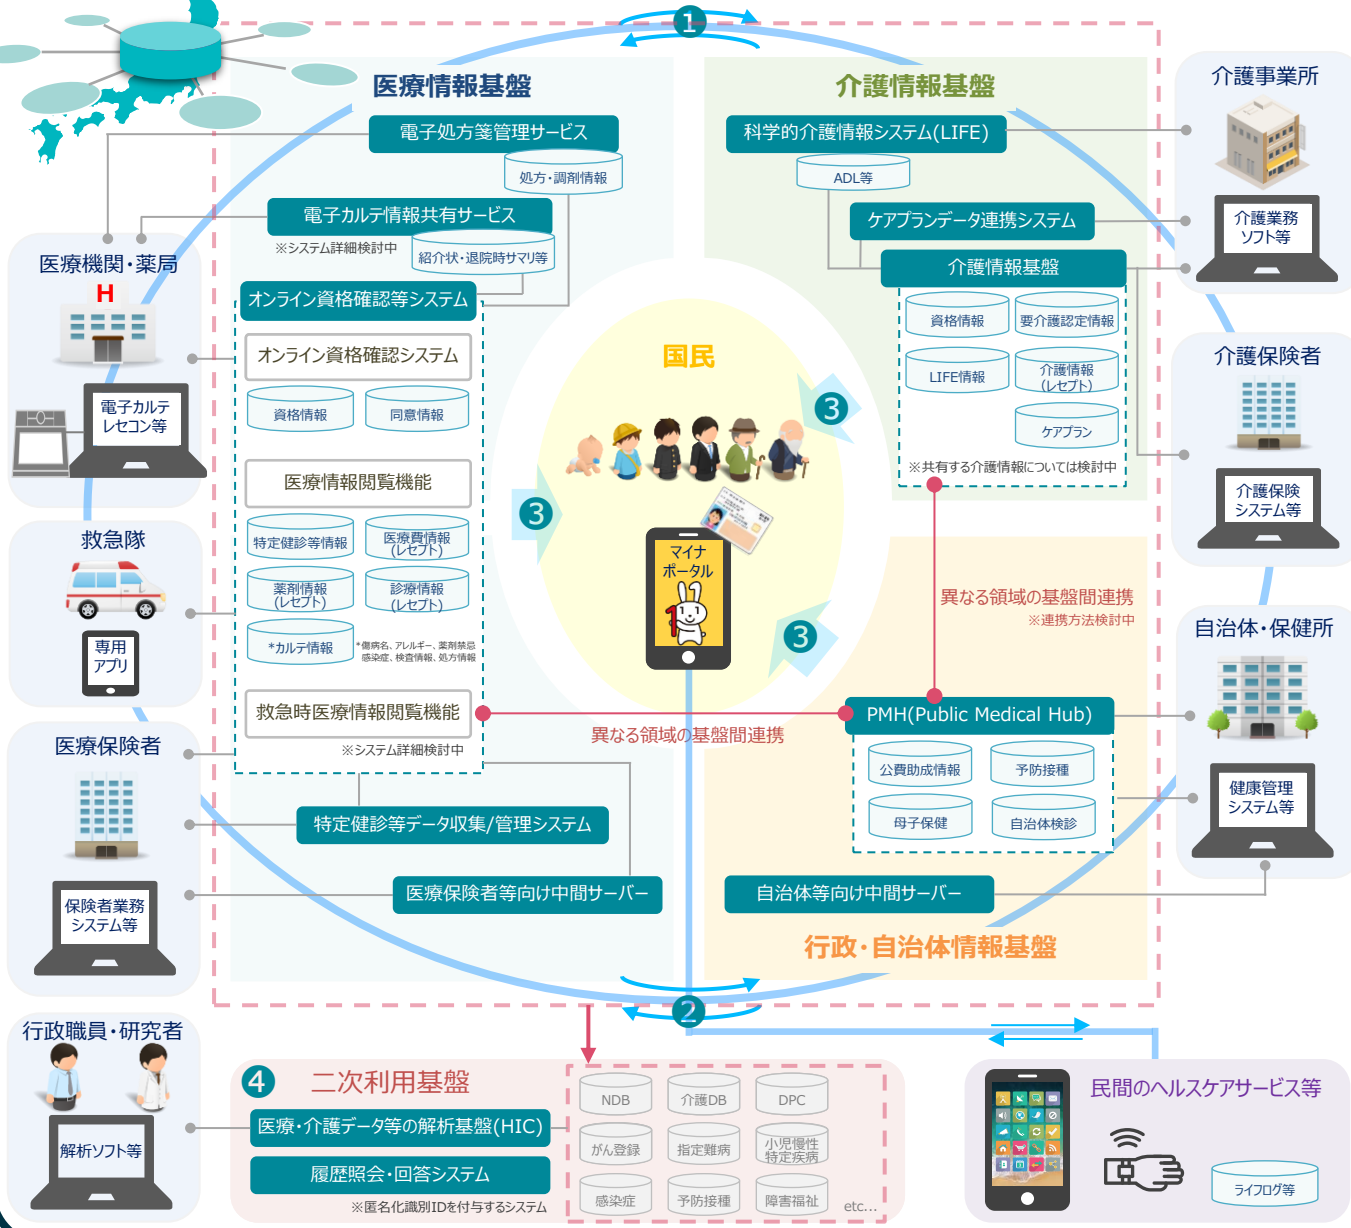 1
医療情報基盤
電子処方箋管理サービス
処方・調剤情報
電子カルテ情報共有サービス
※システム詳細検討中
紹介状・退院時サマリ等
オンライン資格確認等システム
オンライン資格確認システム
資格情報
同意情報
医療情報閲覧機能
特定健診等情報
医療費情報
(レセプト)
薬剤情報
(レセプト)
診療情報
(レセプト)
*カルテ情報
*傷病名、アレルギー、薬剤禁忌
感染症、検査情報、処方情報
救急時医療情報閲覧機能
※システム詳細検討中
特定健診等データ収集/管理システム
医療保険者等向け中間サーバー
介護情報基盤
科学的介護情報システム(LIFE)
ADL等
ケアプランデータ連携システム
介護情報基盤
資格情報
要介護認定情報
LIFE情報
介護情報
(レセプト)
ケアプラン
※共有する介護情報については検討中
国民
3
3
3
マイナ
ポータル
1
異なる領域の基盤間連携
※連携方法検討中
異なる領域の基盤間連携
PMH(Public Medical Hub)
公費助成情報
予防接種
母子保健
自治体検診
自治体等向け中間サーバー
行政・自治体情報基盤
2
医療機関・薬局
H
電子カルテ
レセコン等
救急隊
専用
アプリ
医療保険者
保険者業務
システム等
行政職員・研究者
解析ソフト等
介護事業所
介護業務
ソフト等
介護保険者
介護保険
システム等
自治体・保健所
健康管理
システム等
4
二次利用基盤
医療・介護データ等の解析基盤(HIC)
履歴照会・回答システム
※匿名化識別IDを付与するシステム
NDB
介護DB
DPC
がん登録
指定難病
小児慢性
特定疾病
感染症
予防接種
障害福祉
etc...
民間のヘルスケアサービス等
ライフログ等